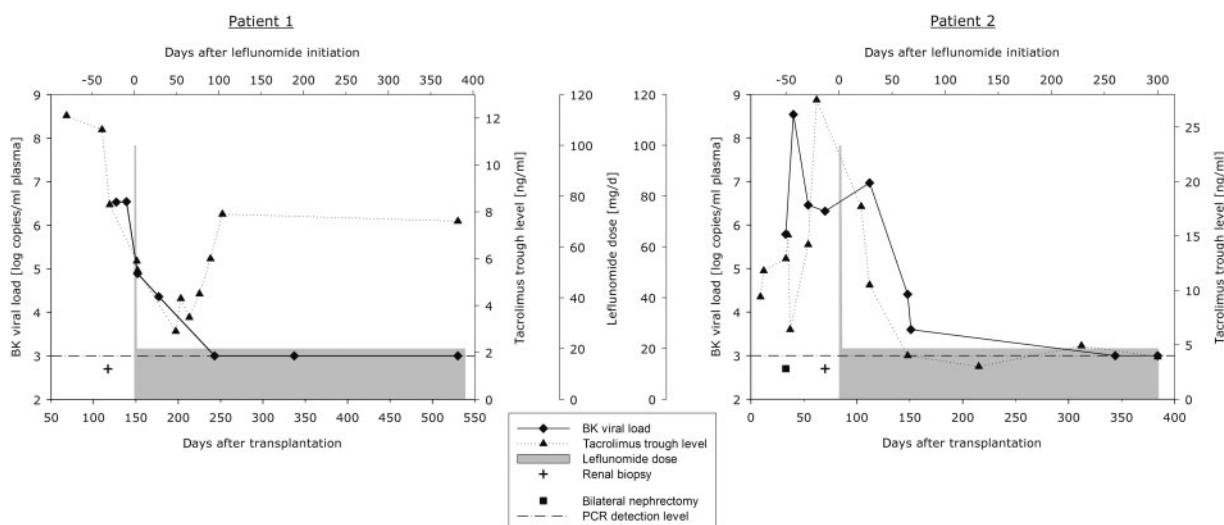 Patient 1
Days after leflunomide initiation
-50 0 50 100 150 200 250 300 350 400
9
8
7
6
5
4
3
2
BK viral load [log copies/ml plasma]
12
10
8
6
4
2
0
Tacrolimus trough level [ng/ml]
120
100
80
60
40
20
0
Leflunomide dose [mg/d]
120
100
80
60
40
20
0
50 100 150 200 250 300 350 400 450 500 550
Days after transplantation
Patient 2
Days after leflunomide initiation
-50 0 50 100 150 200 250 300
9
8
7
6
5
4
3
2
BK viral load [log copies/ml plasma]
25
20
15
10
5
0
Tacrolimus trough level [ng/ml]
0 50 100 150 200 250 300 350 400
Days after transplantation
BK viral load
Tacrolimus trough level
Leflunomide dose
Renal biopsy
Bilateral nephrectomy
PCR detection level